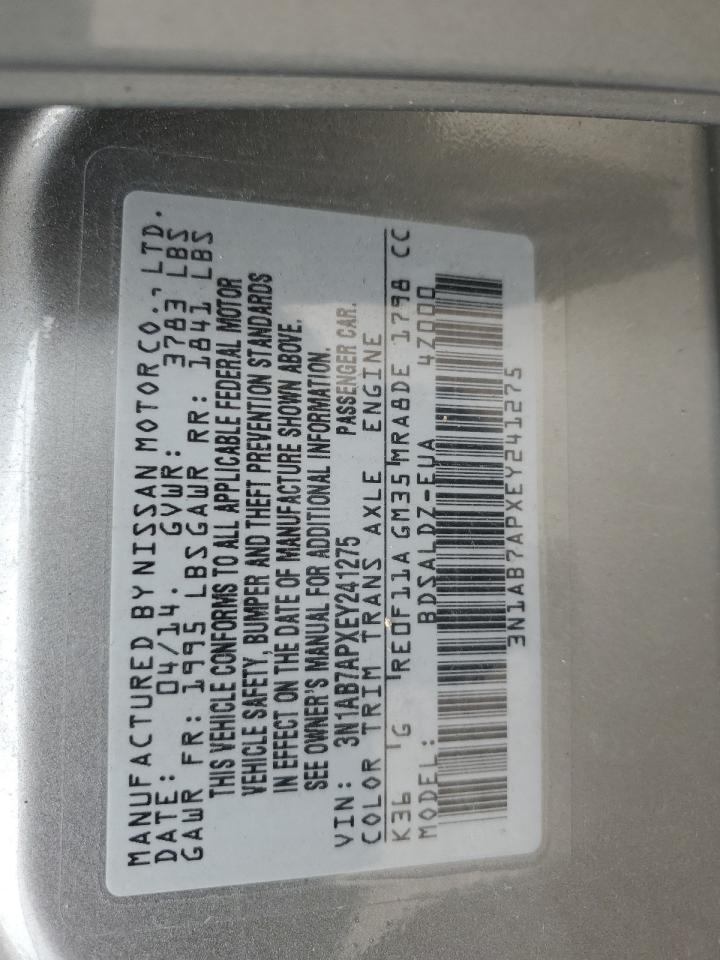 MANUFACTURED BY NISSAN MOTOR CO., LTD.
DATE: 04/14. GVWR: 3783 LBS
GAWR FR: 1995 LBS GAWR RR: 1841 LBS
THIS VEHICLE CONFORMS TO ALL APPLICABLE FEDERAL MOTOR
VEHICLE SAFETY, BUMPER AND THEFT PREVENTION STANDARDS
IN EFFECT ON THE DATE OF MANUFACTURE SHOWN ABOVE.
SEE OWNER'S MANUAL FOR ADDITIONAL INFORMATION.
VIN: 3N1AB7APXEY241275 PASSENGER CAR.
COLOR TRIM TRANS AXLE ENGINE
K36 G RE0F11A GM35 MRA8DE 1798 CC
MODEL: BDSALDZ-EUA 4Z000
3N1AB7APXEY241275